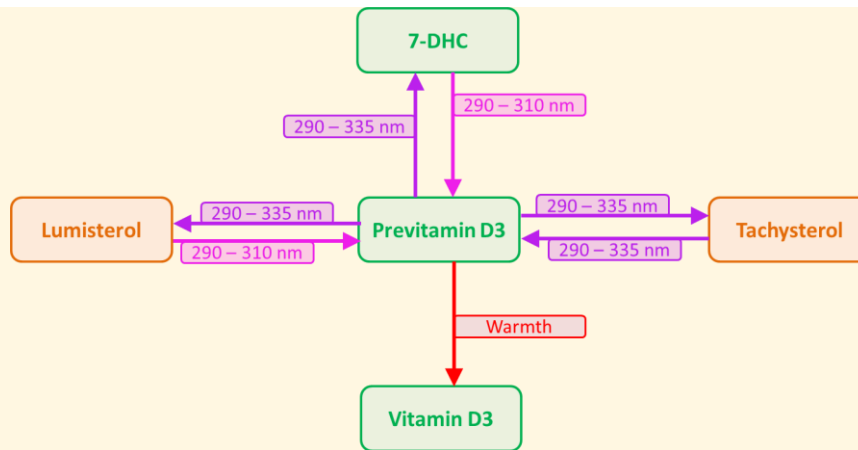 7-DHC
290 – 335 nm
290 – 310 nm
Lumisterol
290 – 335 nm
290 – 310 nm
Previtamin D3
290 – 335 nm
290 – 335 nm
Tachysterol
Warmth
Vitamin D3